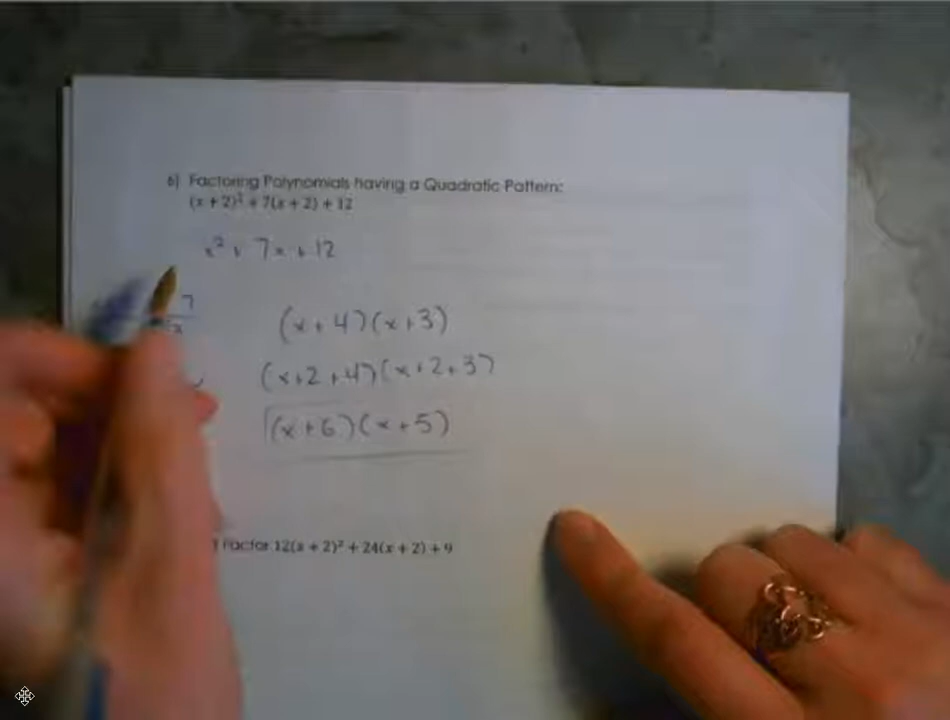 6) Factoring Polynomials having a Quadratic Pattern:
(x + 2)² + 7(x + 2) + 12
x² + 7x + 12
7
x
(x + 4)(x + 3)
(x+2 + 4)(x + 2 + 3)
(x + 6)(x + 5)
Factor 12(x + 2)² + 24(x + 2) + 9